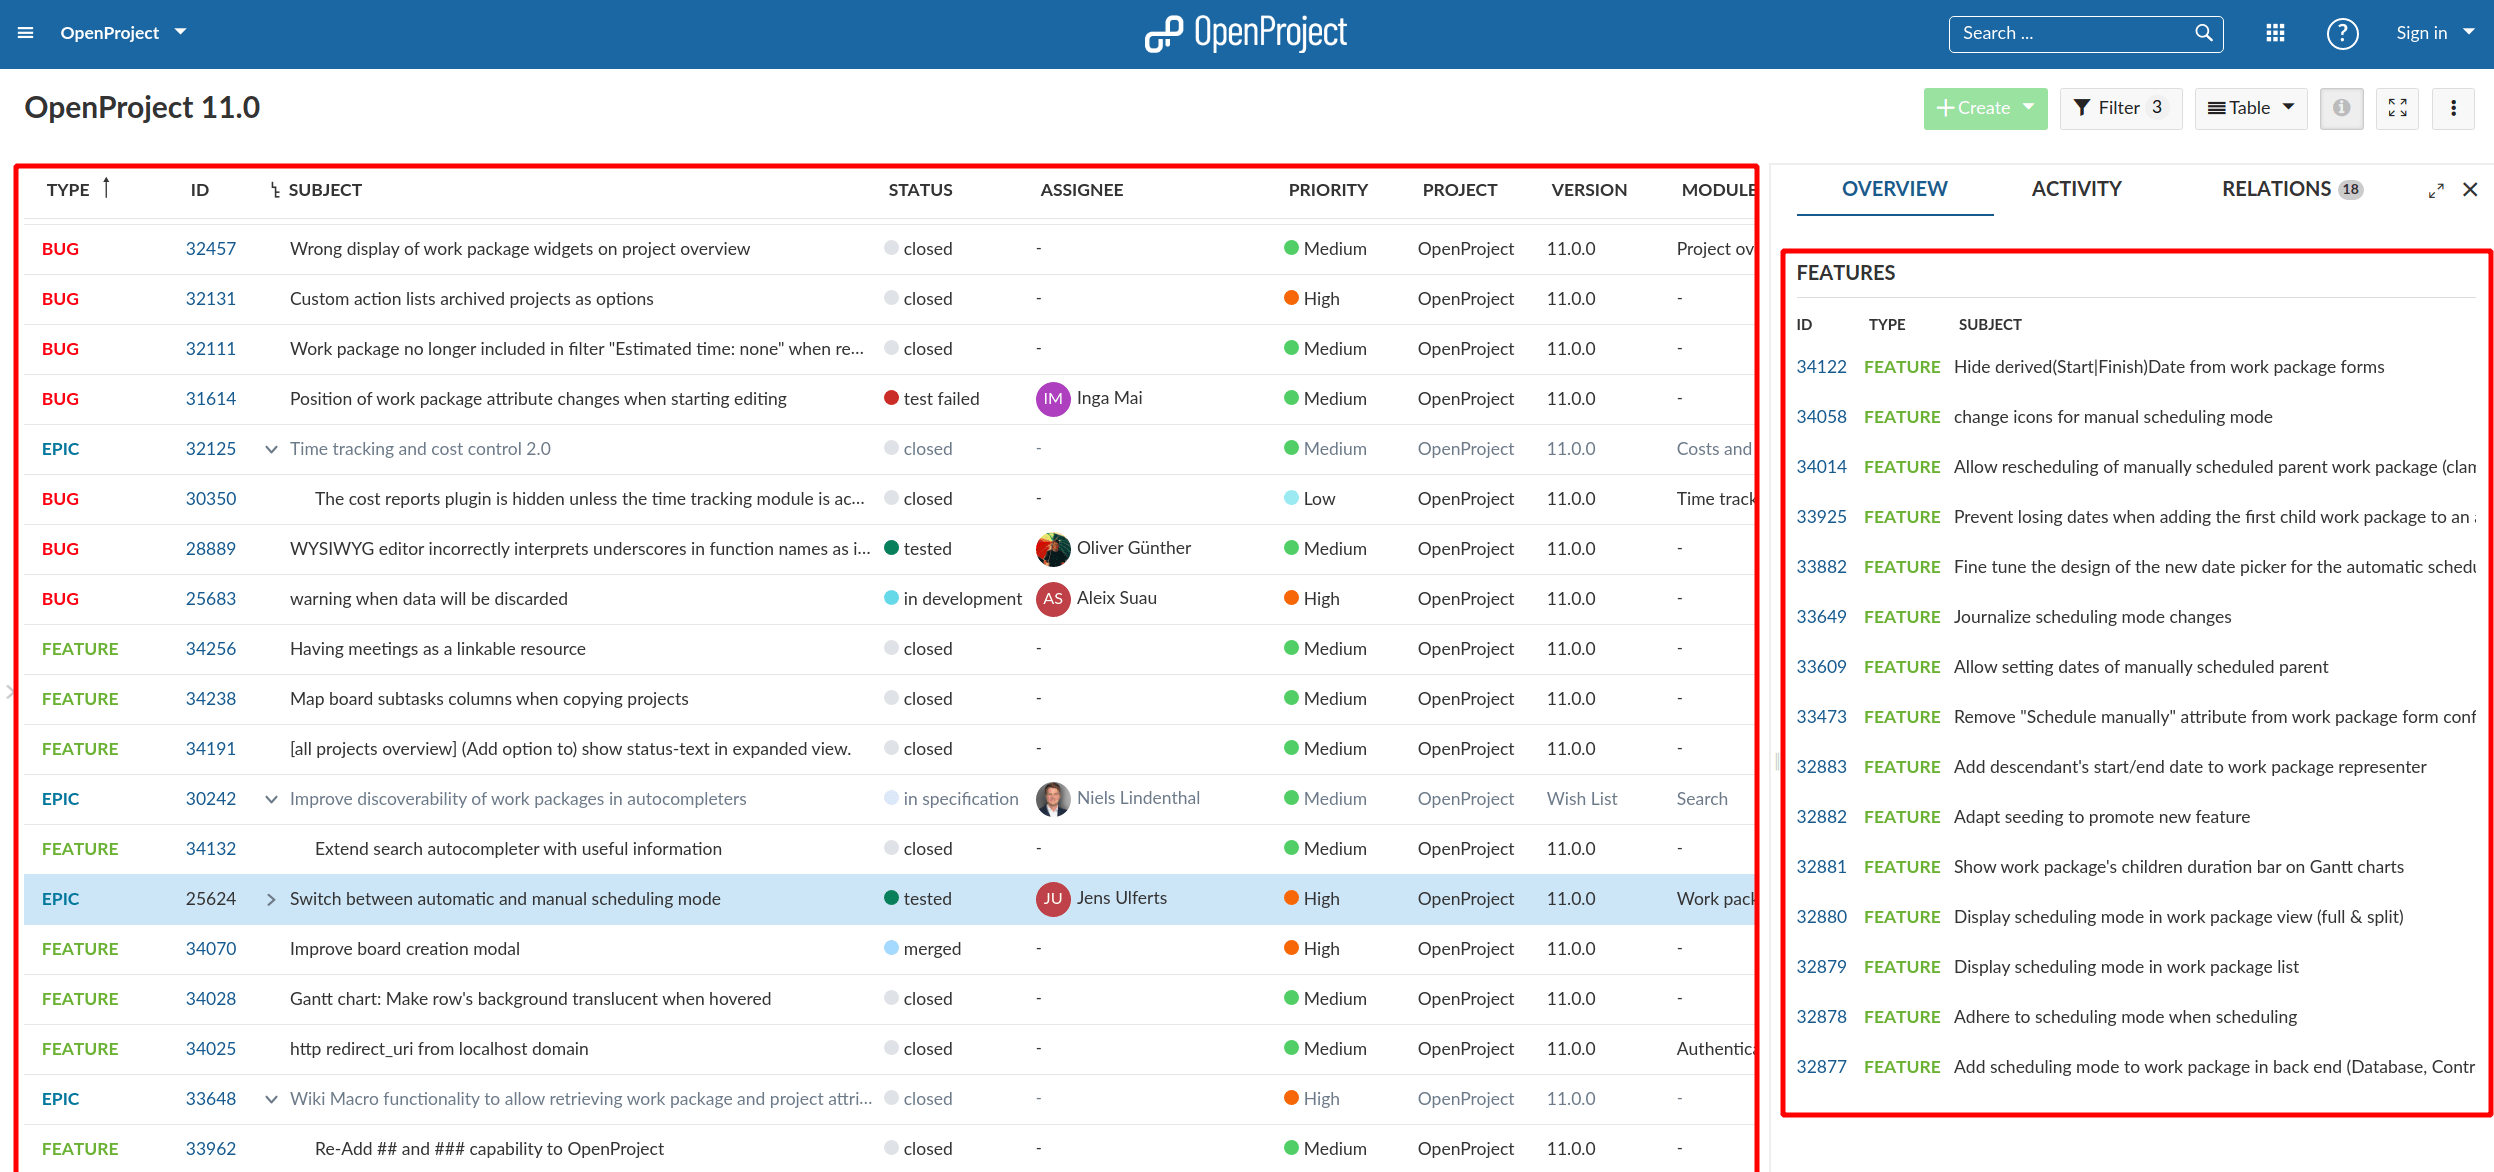 OpenProject
OpenProject
Search ...
?
Sign in
OpenProject 11.0
+ Create
Filter 3
Table
i
TYPE ID SUBJECT STATUS ASSIGNEE PRIORITY PROJECT VERSION MODULE
BUG 32457 Wrong display of work package widgets on project overview closed - Medium OpenProject 11.0.0 Project ov
BUG 32131 Custom action lists archived projects as options closed - High OpenProject 11.0.0 -
BUG 32111 Work package no longer included in filter "Estimated time: none" when re... closed - Medium OpenProject 11.0.0 -
BUG 31614 Position of work package attribute changes when starting editing test failed IM Inga Mai Medium OpenProject 11.0.0 -
EPIC 32125 Time tracking and cost control 2.0 closed - Medium OpenProject 11.0.0 Costs and
BUG 30350 The cost reports plugin is hidden unless the time tracking module is ac... closed - Low OpenProject 11.0.0 Time track
BUG 28889 WYSIWYG editor incorrectly interprets underscores in function names as i... tested Oliver Günther Medium OpenProject 11.0.0 -
BUG 25683 warning when data will be discarded in development AS Aleix Suau High OpenProject 11.0.0 -
FEATURE 34256 Having meetings as a linkable resource closed - Medium OpenProject 11.0.0 -
FEATURE 34238 Map board subtasks columns when copying projects closed - Medium OpenProject 11.0.0 -
FEATURE 34191 [all projects overview] (Add option to) show status-text in expanded view. closed - Medium OpenProject 11.0.0 -
EPIC 30242 Improve discoverability of work packages in autocompleters in specification Niels Lindenthal Medium OpenProject Wish List Search
FEATURE 34132 Extend search autocompleter with useful information closed - Medium OpenProject 11.0.0 -
EPIC 25624 Switch between automatic and manual scheduling mode tested JU Jens Ulferts High OpenProject 11.0.0 Work pack
FEATURE 34070 Improve board creation modal merged - High OpenProject 11.0.0 -
FEATURE 34028 Gantt chart: Make row's background translucent when hovered closed - Medium OpenProject 11.0.0 -
FEATURE 34025 http redirect_uri from localhost domain closed - Medium OpenProject 11.0.0 Authentica
EPIC 33648 Wiki Macro functionality to allow retrieving work package and project attri... closed - High OpenProject 11.0.0 -
FEATURE 33962 Re-Add ## and ### capability to OpenProject closed - Medium OpenProject 11.0.0 -
OVERVIEW ACTIVITY RELATIONS 18
FEATURES
ID TYPE SUBJECT
34122 FEATURE Hide derived(Start|Finish)Date from work package forms
34058 FEATURE change icons for manual scheduling mode
34014 FEATURE Allow rescheduling of manually scheduled parent work package (clam
33925 FEATURE Prevent losing dates when adding the first child work package to an a
33882 FEATURE Fine tune the design of the new date picker for the automatic schedu
33649 FEATURE Journalize scheduling mode changes
33609 FEATURE Allow setting dates of manually scheduled parent
33473 FEATURE Remove "Schedule manually" attribute from work package form conf
32883 FEATURE Add descendant's start/end date to work package representer
32882 FEATURE Adapt seeding to promote new feature
32881 FEATURE Show work package's children duration bar on Gantt charts
32880 FEATURE Display scheduling mode in work package view (full & split)
32879 FEATURE Display scheduling mode in work package list
32878 FEATURE Adhere to scheduling mode when scheduling
32877 FEATURE Add scheduling mode to work package in back end (Database, Contr